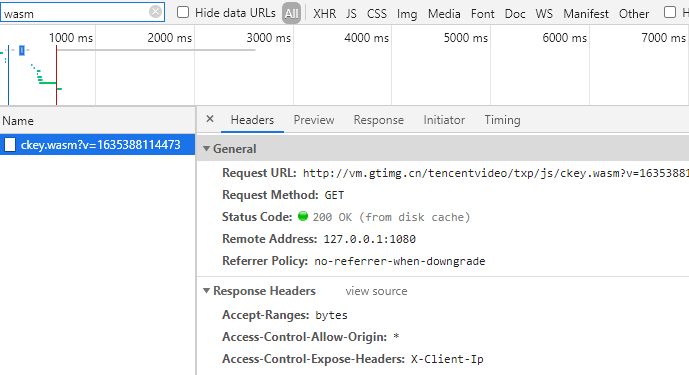 wasm Hide data URLs All XHR JS CSS Img Media Font Doc WS Wasm Manifest Other Ha
1000 ms 2000 ms 3000 ms 4000 ms 5000 ms 6000 ms 7000 ms
Name × Headers Preview Response Initiator Timing
ckey.wasm?v=1635388114473
General
Request URL: http://vm.gtimg.cn/tencentvideo/txp/js/ckey.wasm?v=16353881
Request Method: GET
Status Code: 200 OK (from disk cache)
Remote Address: 127.0.0.1:1080
Referrer Policy: no-referrer-when-downgrade
Response Headers view source
Accept-Ranges: bytes
Access-Control-Allow-Origin: *
Access-Control-Expose-Headers: X-Client-Ip